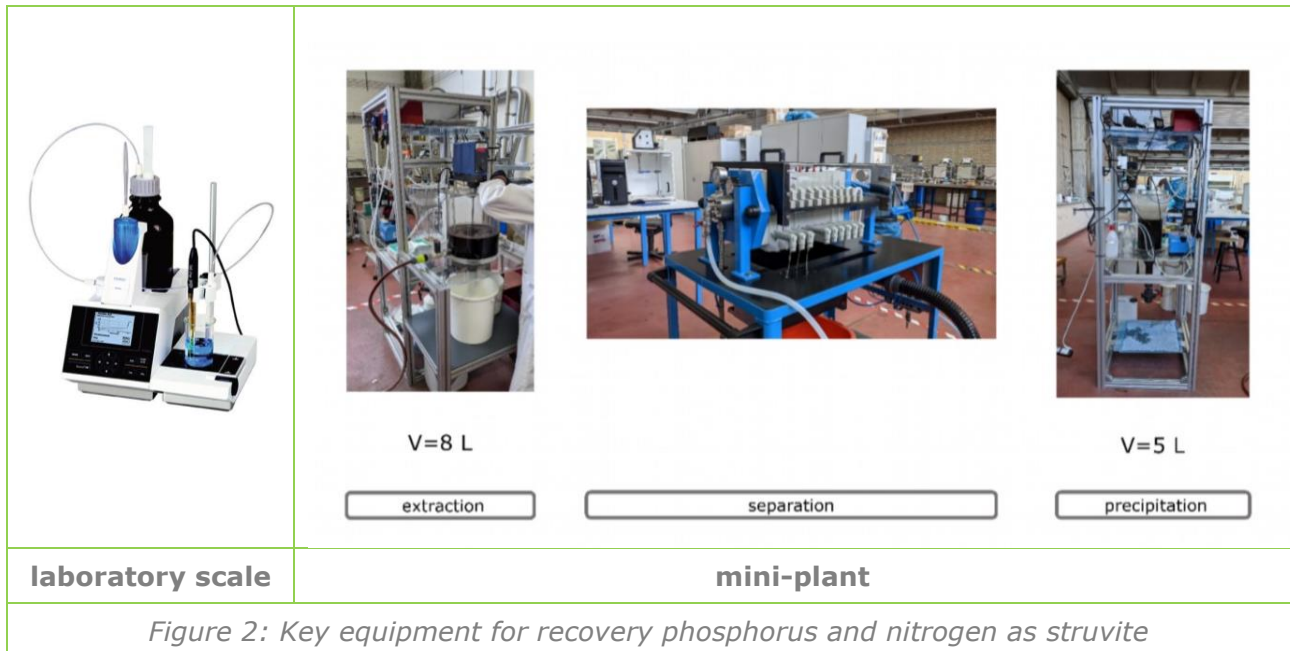 V=8 L
V=5 L
extraction
separation
precipitation
laboratory scale
mini-plant
Figure 2: Key equipment for recovery phosphorus and nitrogen as struvite